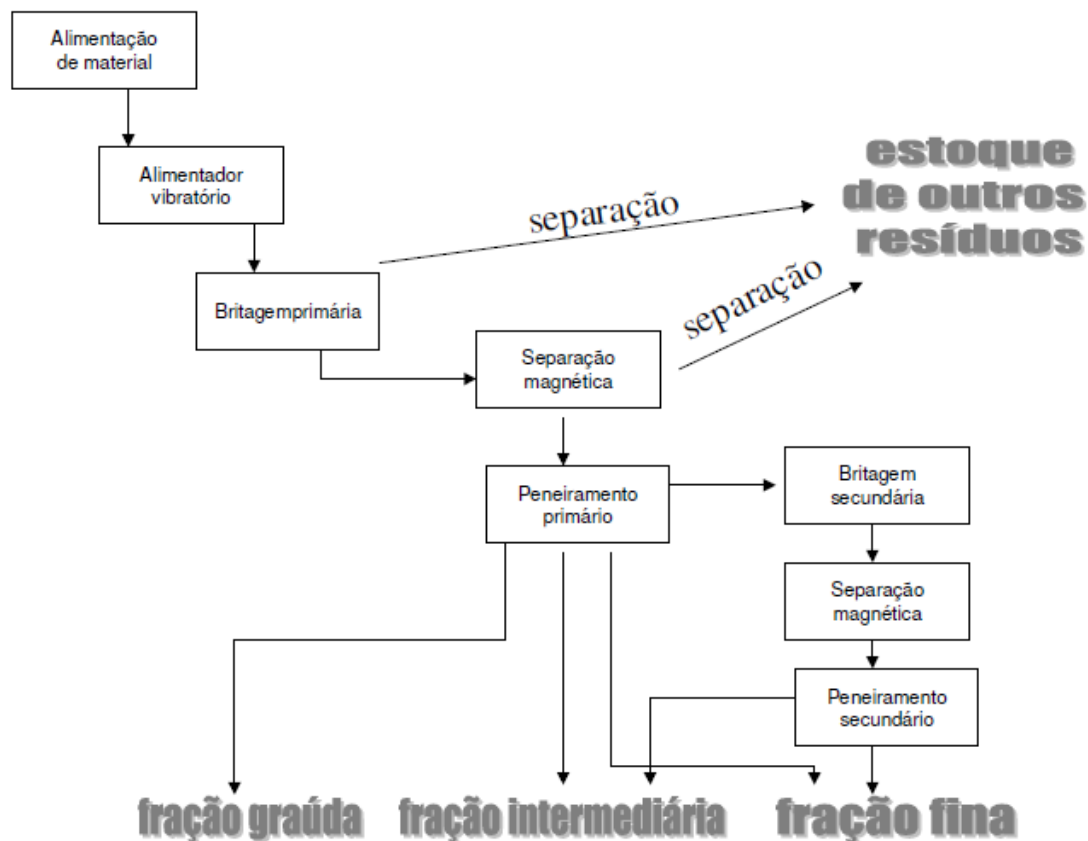 Alimentação
de material
Alimentador
vibratório
estoque
de outros
resíduos
separação
separação
Britagemprimária
Separação
magnética
Peneiramento
primário
Britagem
secundária
Separação
magnética
Peneiramento
secundário
fração graúda
fração intermediária
fração fina